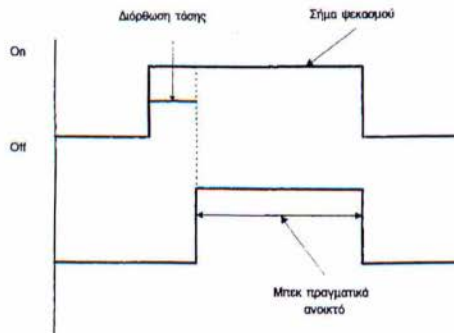 Διόρθωση τάσης
Σήμα ψεκασμού
On
Off
Μπεκ πραγματικά
ανοικτό